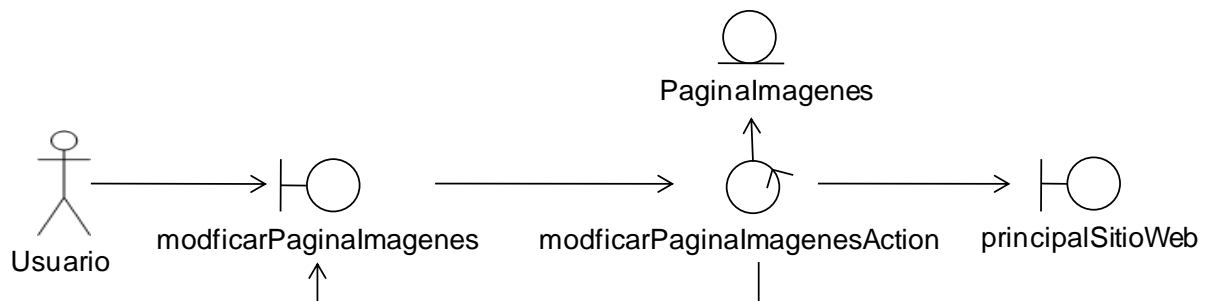 PaginaImagenes
modficarPaginaImagenes
modficarPaginaImagenesAction
principalSitioWeb
Usuario